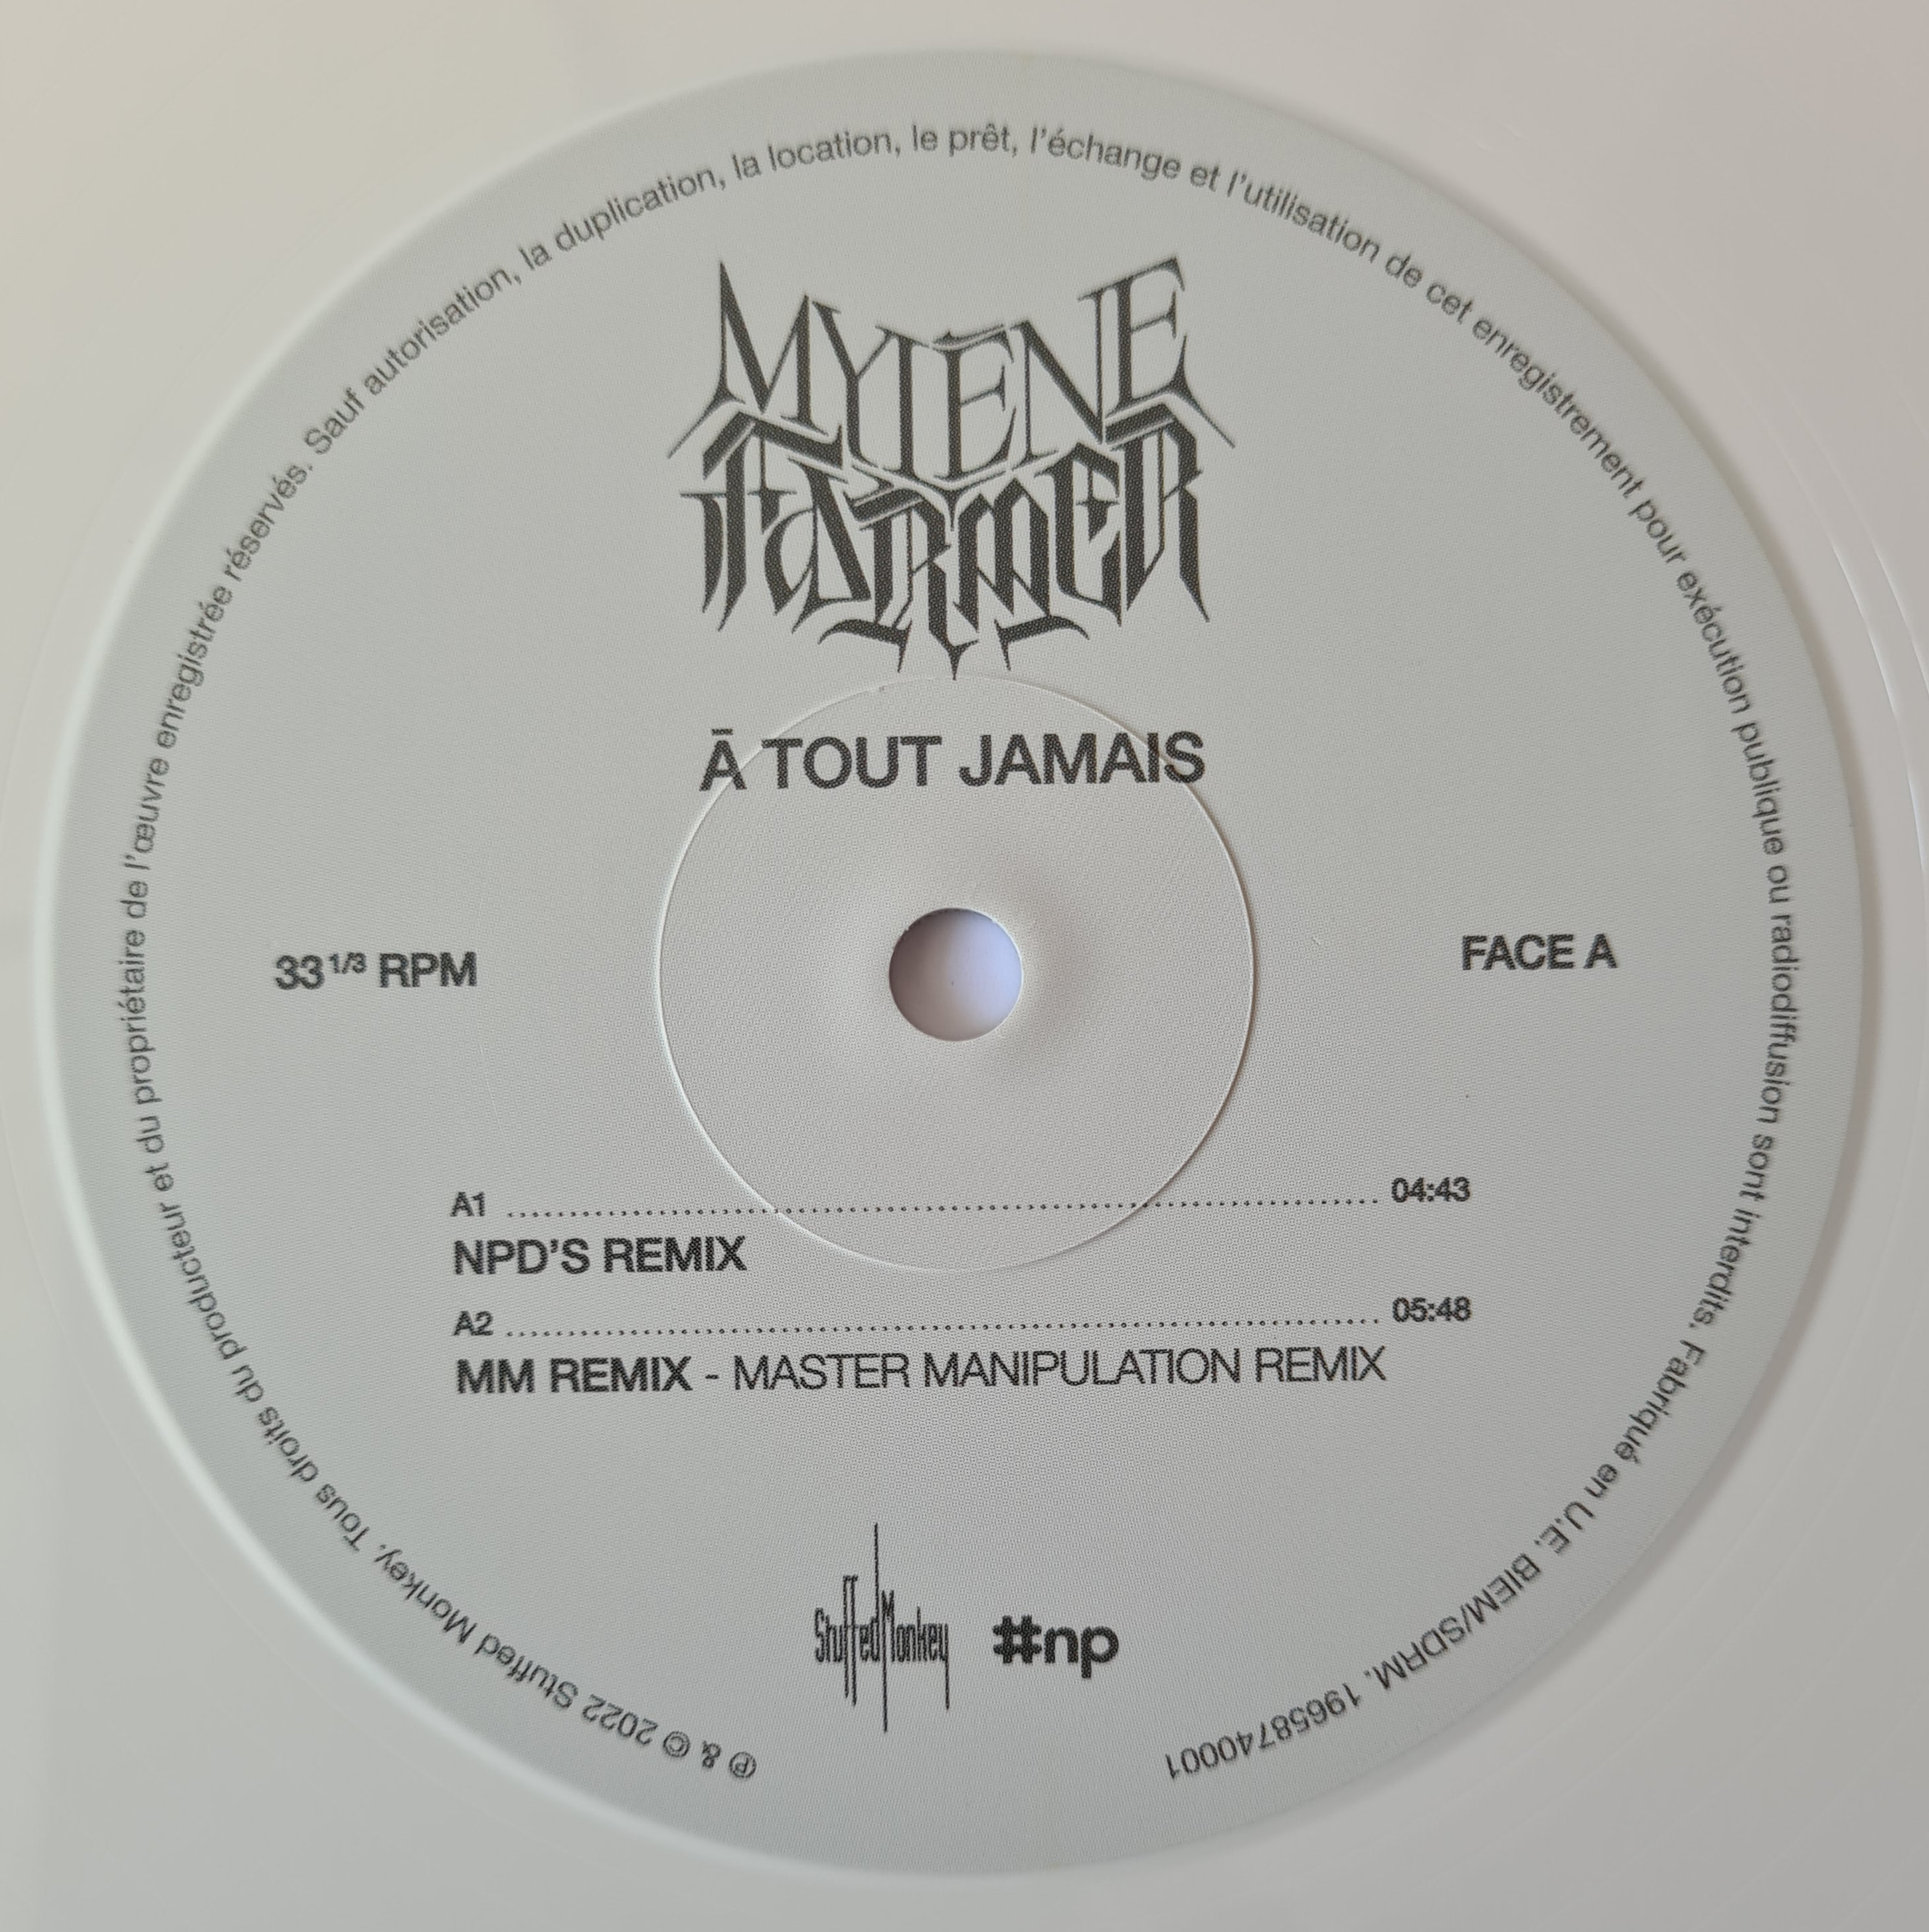 MYLÈNE
FARMER
Ā TOUT JAMAIS
33 1/3 RPM
FACE A
A1 04:43
NPD'S REMIX
A2 05:48
MM REMIX - MASTER MANIPULATION REMIX
StuffedMonkey
#np
℗ & © 2022 Stuffed Monkey. Tous droits du producteur et du propriétaire de l'œuvre enregistrée réservés. Sauf autorisation, la duplication, la location, le prêt, l'échange et l'utilisation de cet enregistrement pour exécution publique ou radiodiffusion sont interdits. Fabriqué en U.E. BIEM/SDRM. 19658740001